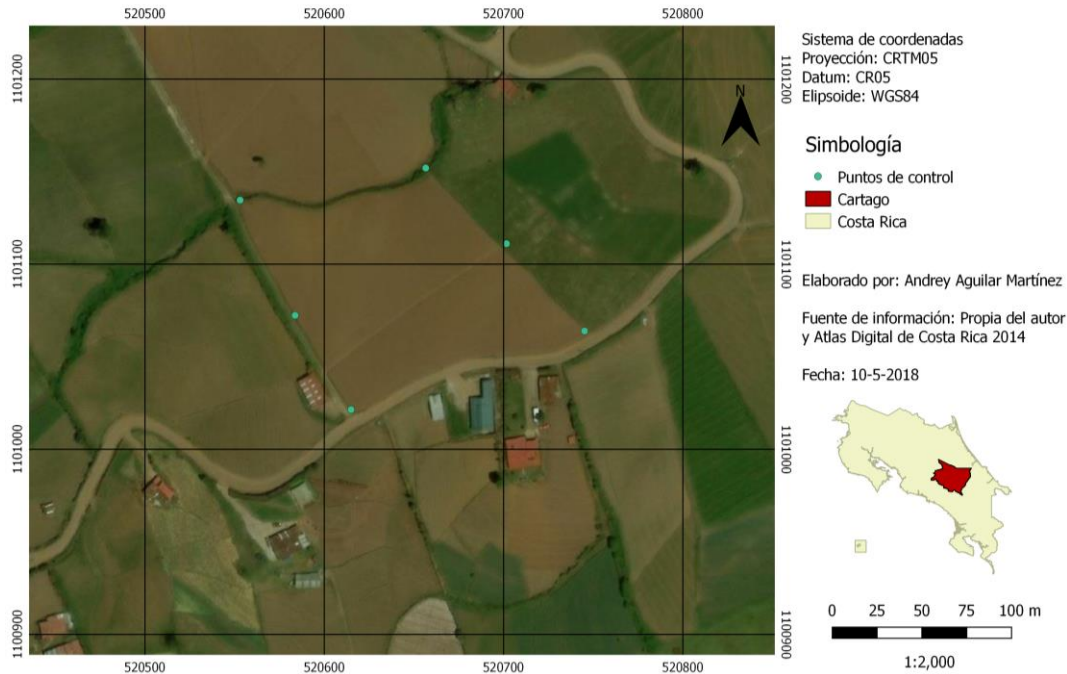 520500 520600 520700 520800
1101200
1101100
1101000
1100900
N
1101200
1101100
1101000
1100900
520500 520600 520700 520800
Sistema de coordenadas
Proyección: CRTM05
Datum: CR05
Elipsoide: WGS84
Simbología
Puntos de control
Cartago
Costa Rica
Elaborado por: Andrey Aguilar Martínez
Fuente de información: Propia del autor
y Atlas Digital de Costa Rica 2014
Fecha: 10-5-2018
0 25 50 75 100 m
1:2,000